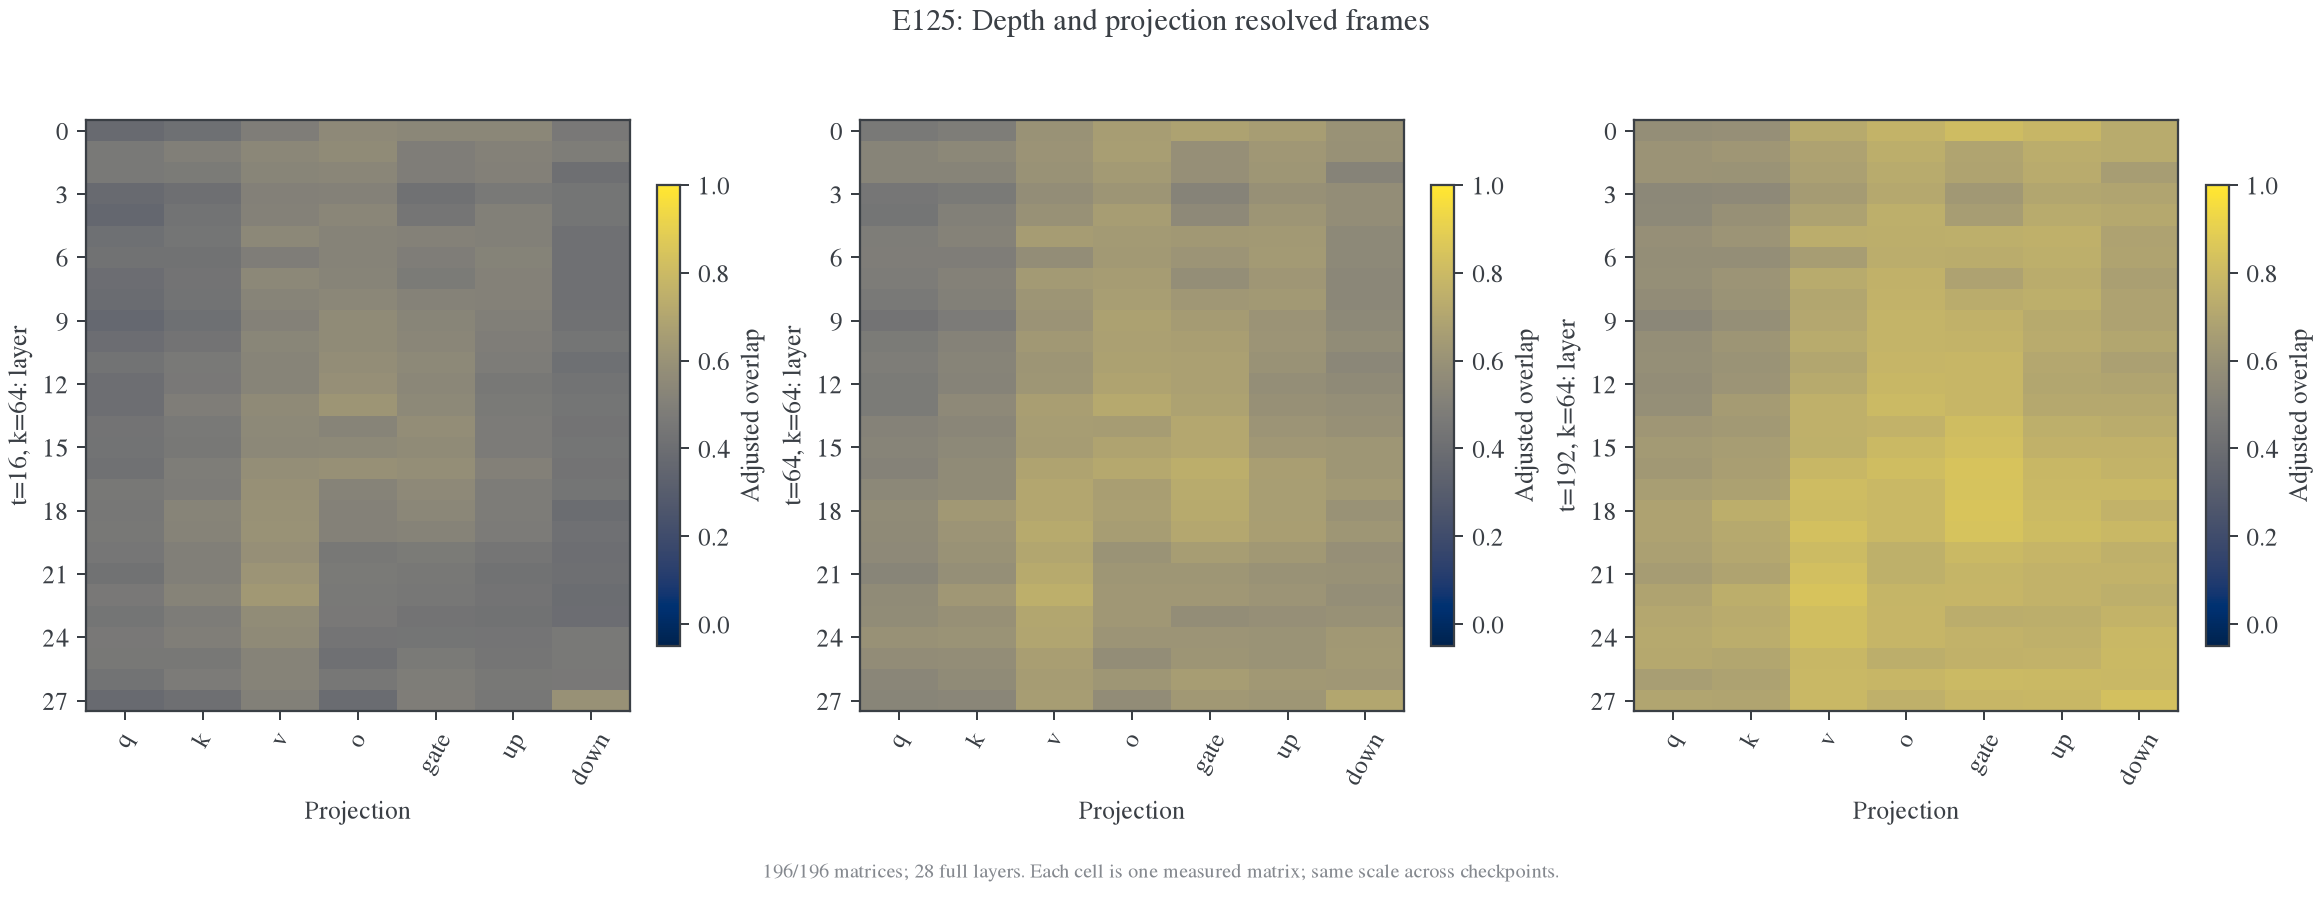 E125: Depth and projection resolved frames
t=16, k=64: layer
0
3
6
9
12
15
18
21
24
27
q
k
v
o
gate
up
down
Projection
1.0
0.8
0.6
0.4
0.2
0.0
Adjusted overlap
t=64, k=64: layer
0
3
6
9
12
15
18
21
24
27
q
k
v
o
gate
up
down
Projection
1.0
0.8
0.6
0.4
0.2
0.0
Adjusted overlap
t=192, k=64: layer
0
3
6
9
12
15
18
21
24
27
q
k
v
o
gate
up
down
Projection
1.0
0.8
0.6
0.4
0.2
0.0
Adjusted overlap
196/196 matrices; 28 full layers. Each cell is one measured matrix; same scale across checkpoints.